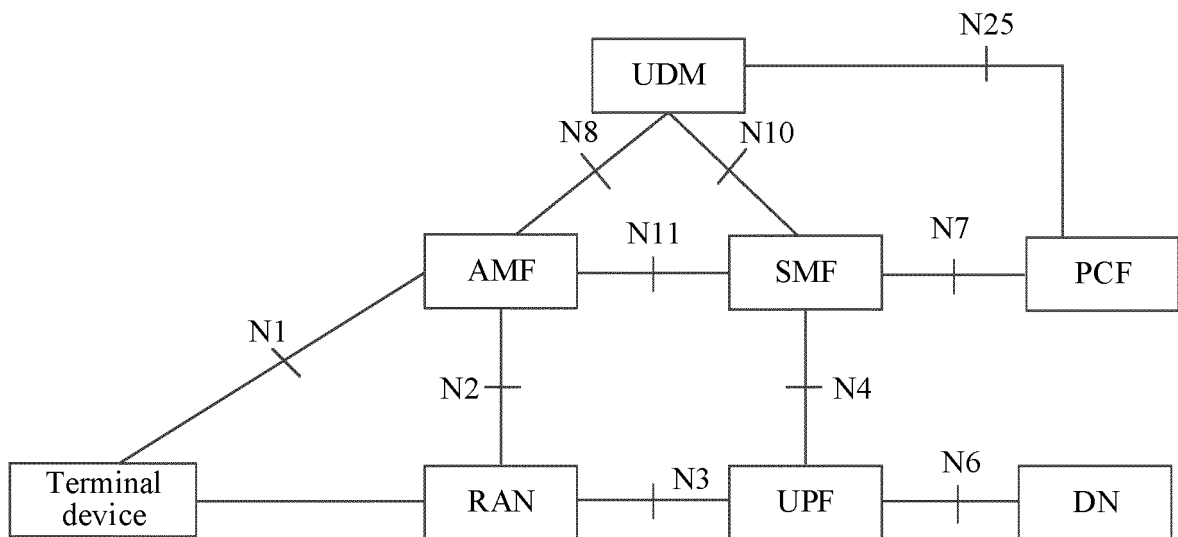 N25
UDM
N8
N10
N11
N7
AMF
SMF
PCF
N1
N2
N4
Terminal
device
RAN
N3
UPF
N6
DN